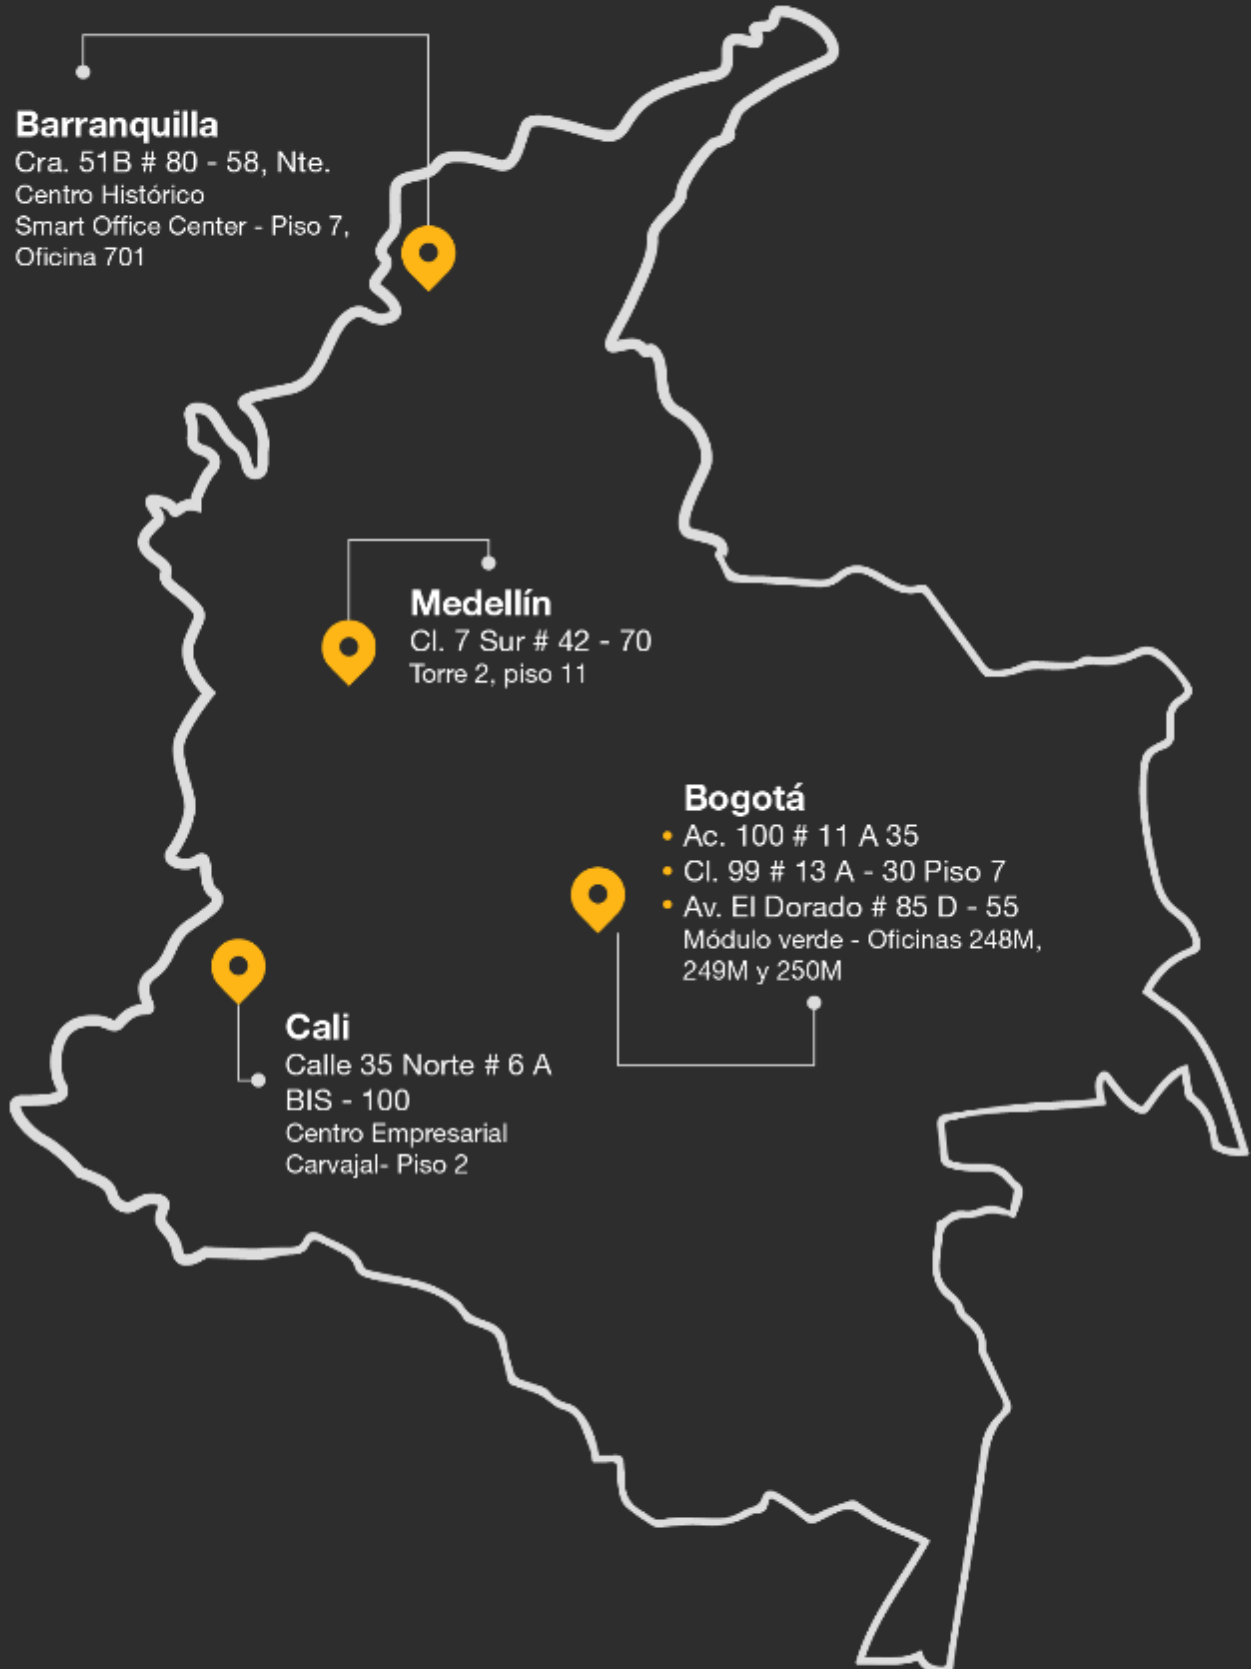 Barranquilla
Cra. 51B # 80 - 58, Nte.
Centro Histórico
Smart Office Center - Piso 7,
Oficina 701
Medellín
Cl. 7 Sur # 42 - 70
Torre 2, piso 11
Bogotá
• Ac. 100 # 11 A 35
• Cl. 99 # 13 A - 30 Piso 7
• Av. El Dorado # 85 D - 55
Módulo verde - Oficinas 248M,
249M y 250M
Cali
Calle 35 Norte # 6 A
BIS - 100
Centro Empresarial
Carvajal- Piso 2